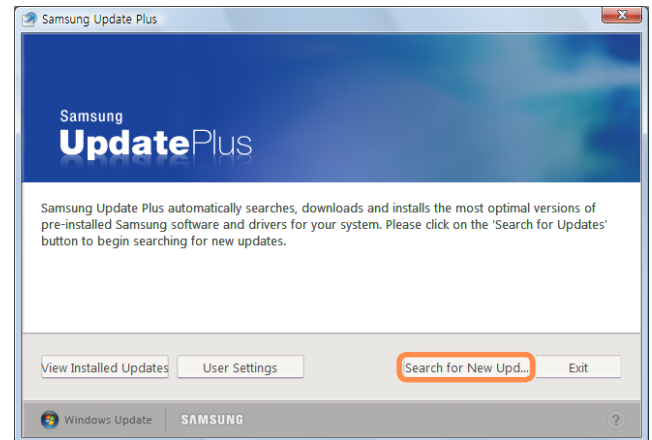 Samsung Update Plus
Samsung
UpdatePlus
Samsung Update Plus automatically searches, downloads and installs the most optimal versions of
pre-installed Samsung software and drivers for your system. Please click on the 'Search for Updates'
button to begin searching for new updates.
View Installed Updates User Settings Search for New Upd... Exit
Windows Update SAMSUNG ?